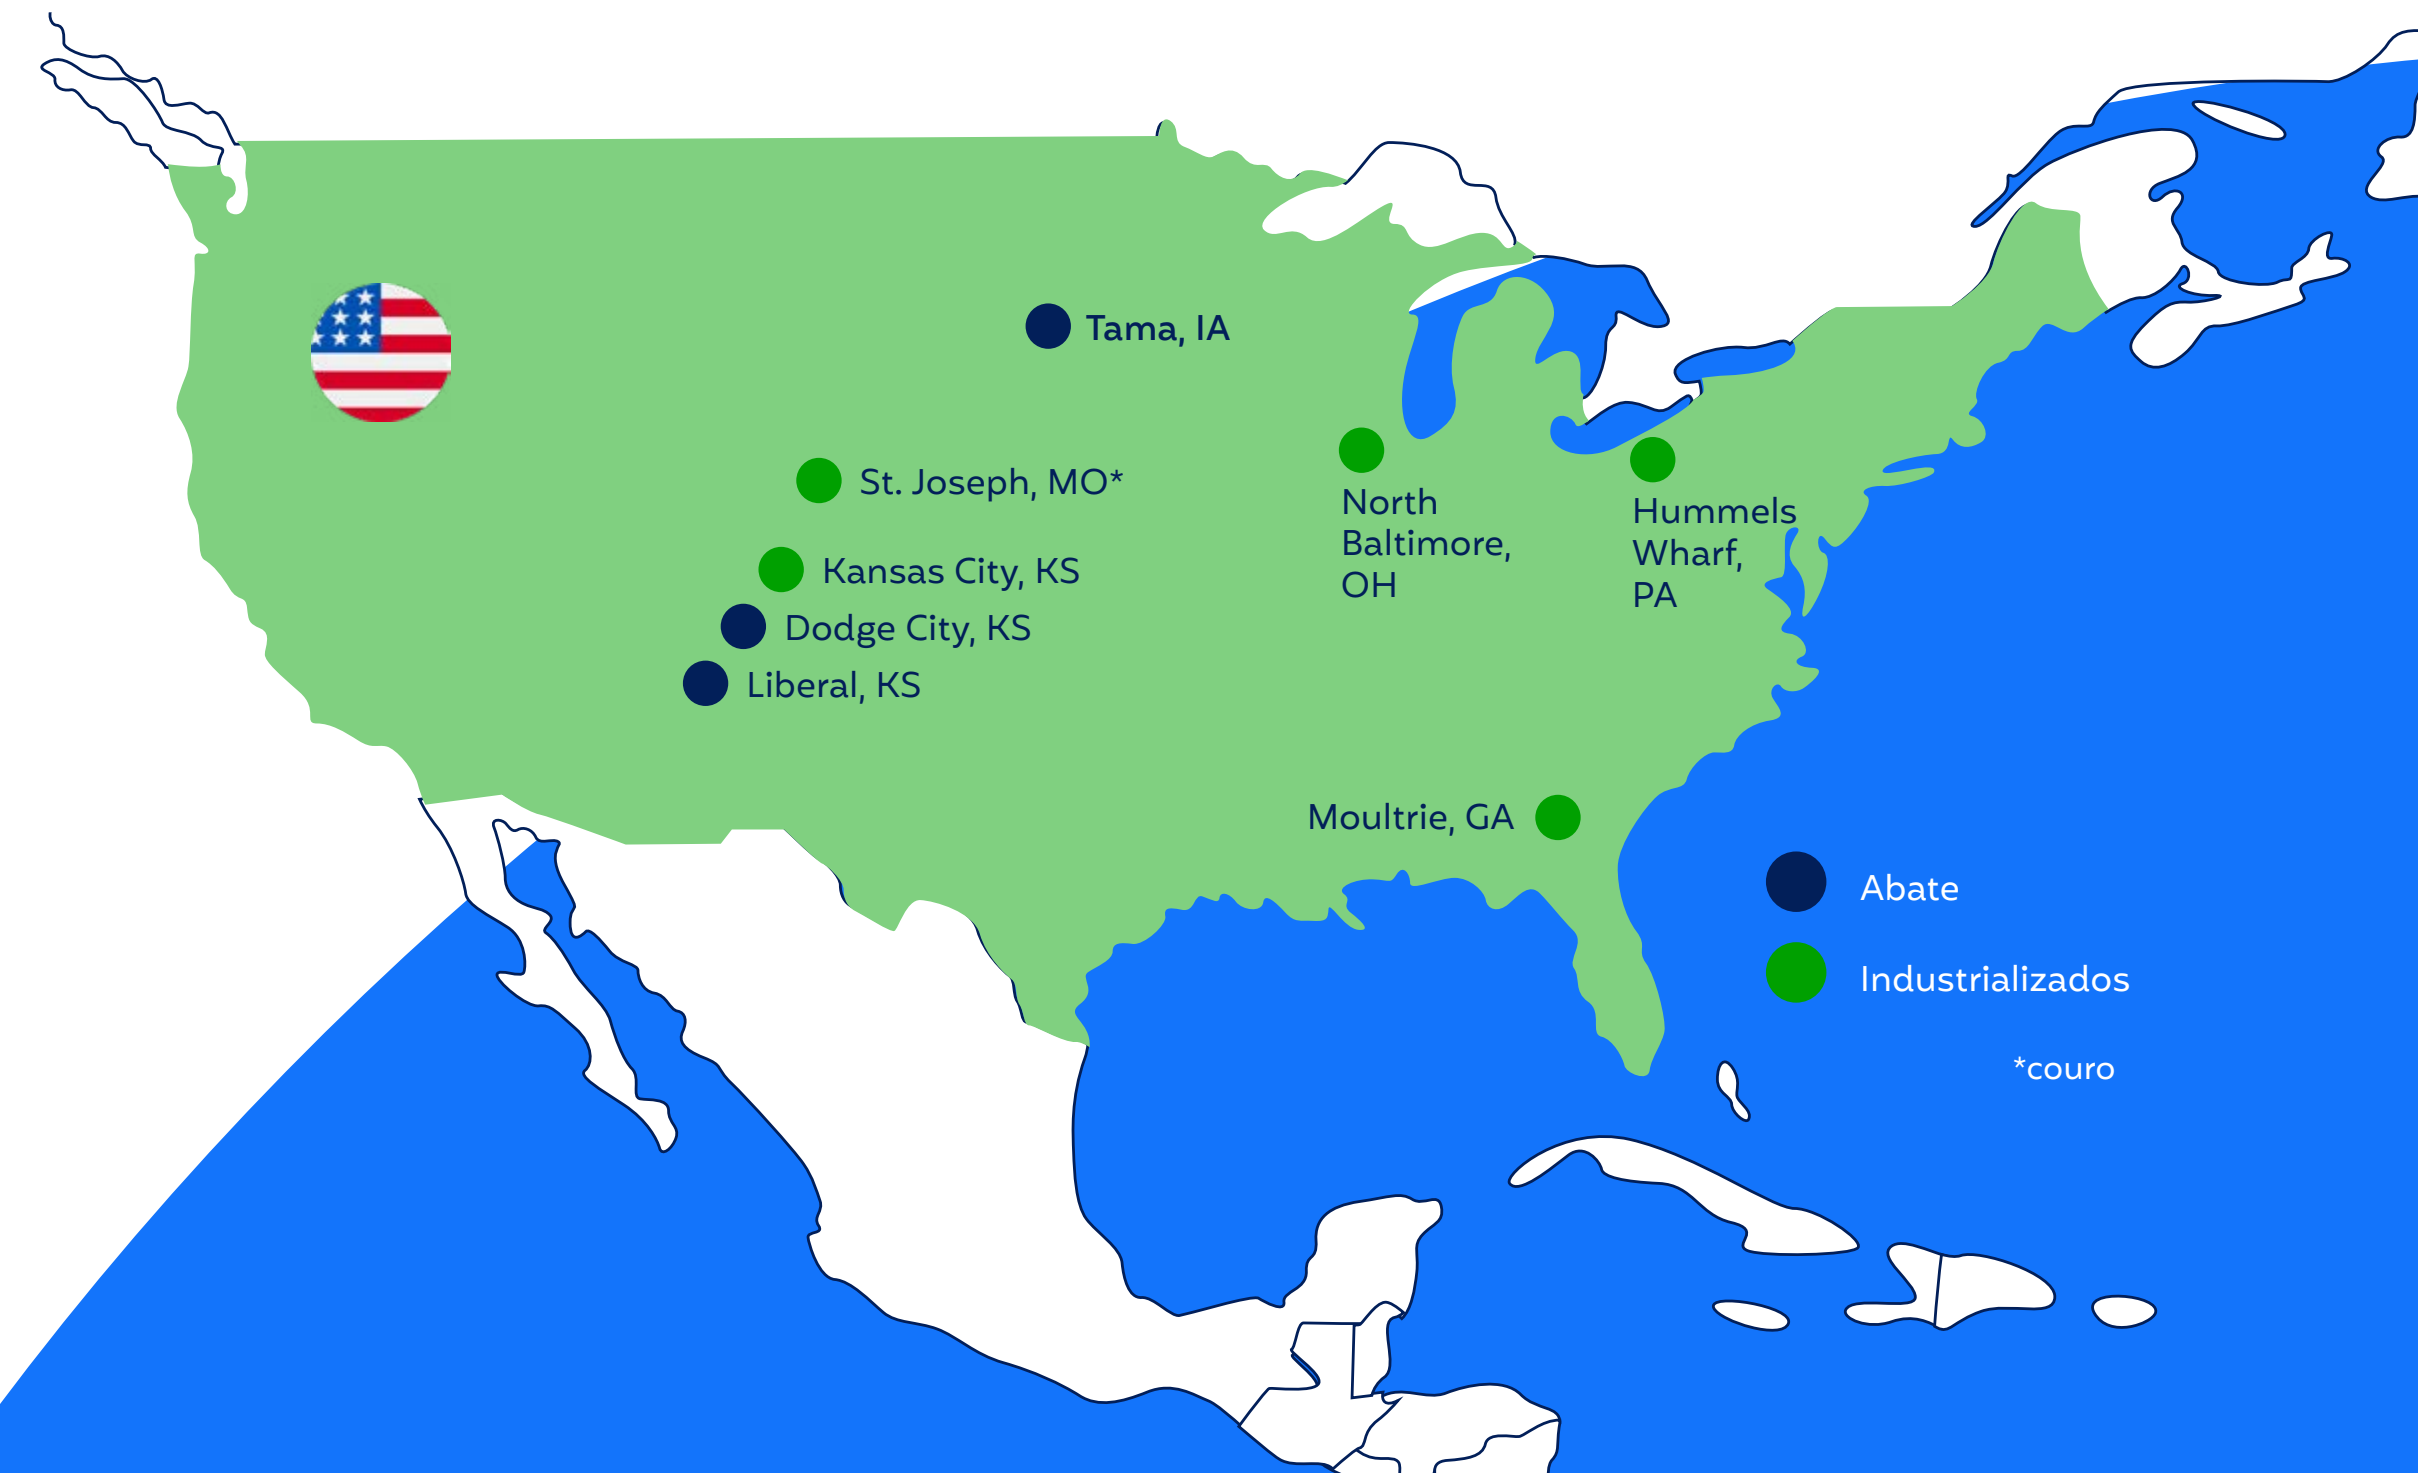 Tama, IA
St. Joseph, MO*
North
Baltimore,
OH
Hummels
Wharf,
PA
Kansas City, KS
Dodge City, KS
Liberal, KS
Moultrie, GA
Abate
Industrializados
*couro